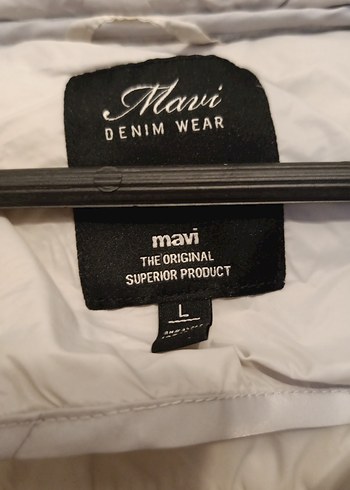 Mavi
DENIM WEAR
mavi
THE ORIGINAL
SUPERIOR PRODUCT
L